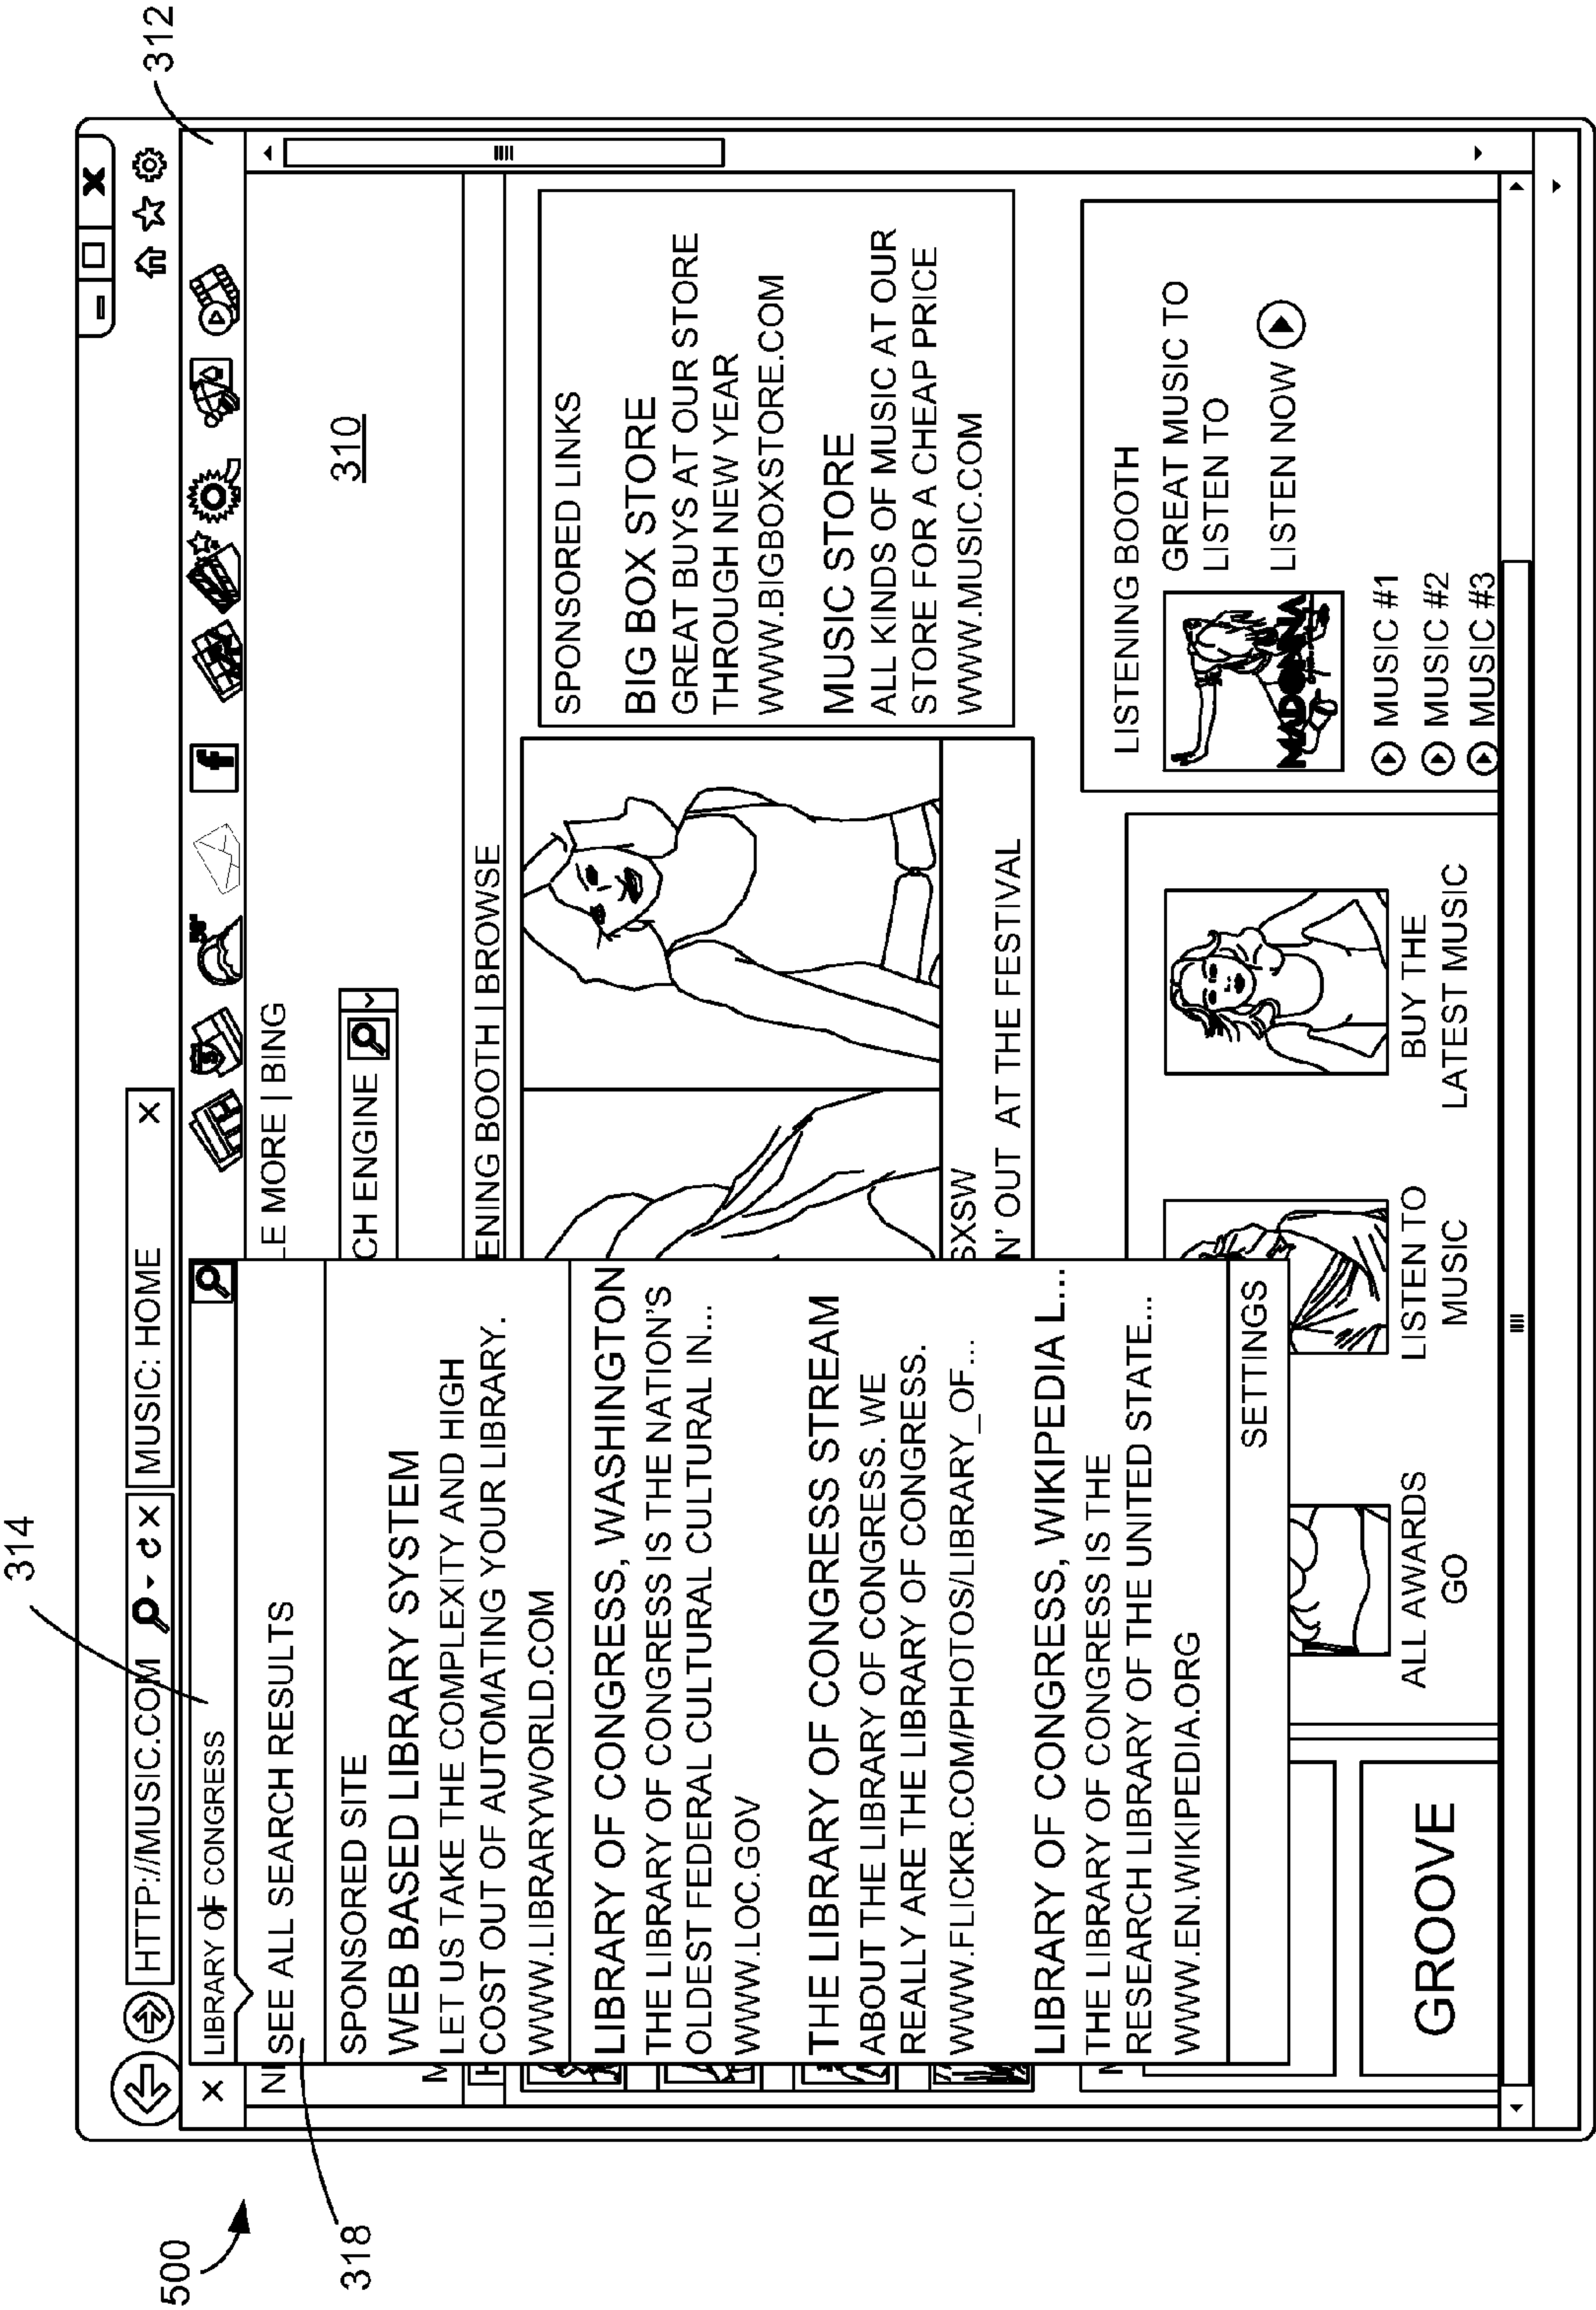 500
314
312
HTTP://MUSIC.COM
MUSIC: HOME
X
X
LIBRARY OF CONGRESS
f
SEE ALL SEARCH RESULTS
318
SPONSORED SITE
WEB BASED LIBRARY SYSTEM
LET US TAKE THE COMPLEXITY AND HIGH
COST OUT OF AUTOMATING YOUR LIBRARY.
WWW.LIBRARYWORLD.COM
LIBRARY OF CONGRESS, WASHINGTON
THE LIBRARY OF CONGRESS IS THE NATION'S
OLDEST FEDERAL CULTURAL CULTURAL IN...
WWW.LOC.GOV
THE LIBRARY OF CONGRESS STREAM
ABOUT THE LIBRARY OF CONGRESS. WE
REALLY ARE THE LIBRARY OF CONGRESS.
WWW.FLICKR.COM/PHOTOS/LIBRARY_OF...
LIBRARY OF CONGRESS, WIKIPEDIA L...
THE LIBRARY OF CONGRESS IS THE
RESEARCH LIBRARY OF THE UNITED STATE...
WWW.EN.WIKIPEDIA.ORG
SETTINGS
LE MORE | BING
310
CH ENGINE
ENING BOOTH | BROWSE
SXSW
N' OUT AT THE FESTIVAL
SPONSORED LINKS
BIG BOX STORE
GREAT BUYS AT OUR STORE
THROUGH NEW YEAR
WWW.BIGBOXSTORE.COM
MUSIC STORE
ALL KINDS OF MUSIC AT OUR
STORE FOR A CHEAP PRICE
WWW.MUSIC.COM
GROOVE
ALL AWARDS
GO
LISTEN TO
MUSIC
BUY THE
LATEST MUSIC
LISTENING BOOTH
MADONNA
GREAT MUSIC TO
LISTEN TO
LISTEN NOW
MUSIC #1
MUSIC #2
MUSIC #3